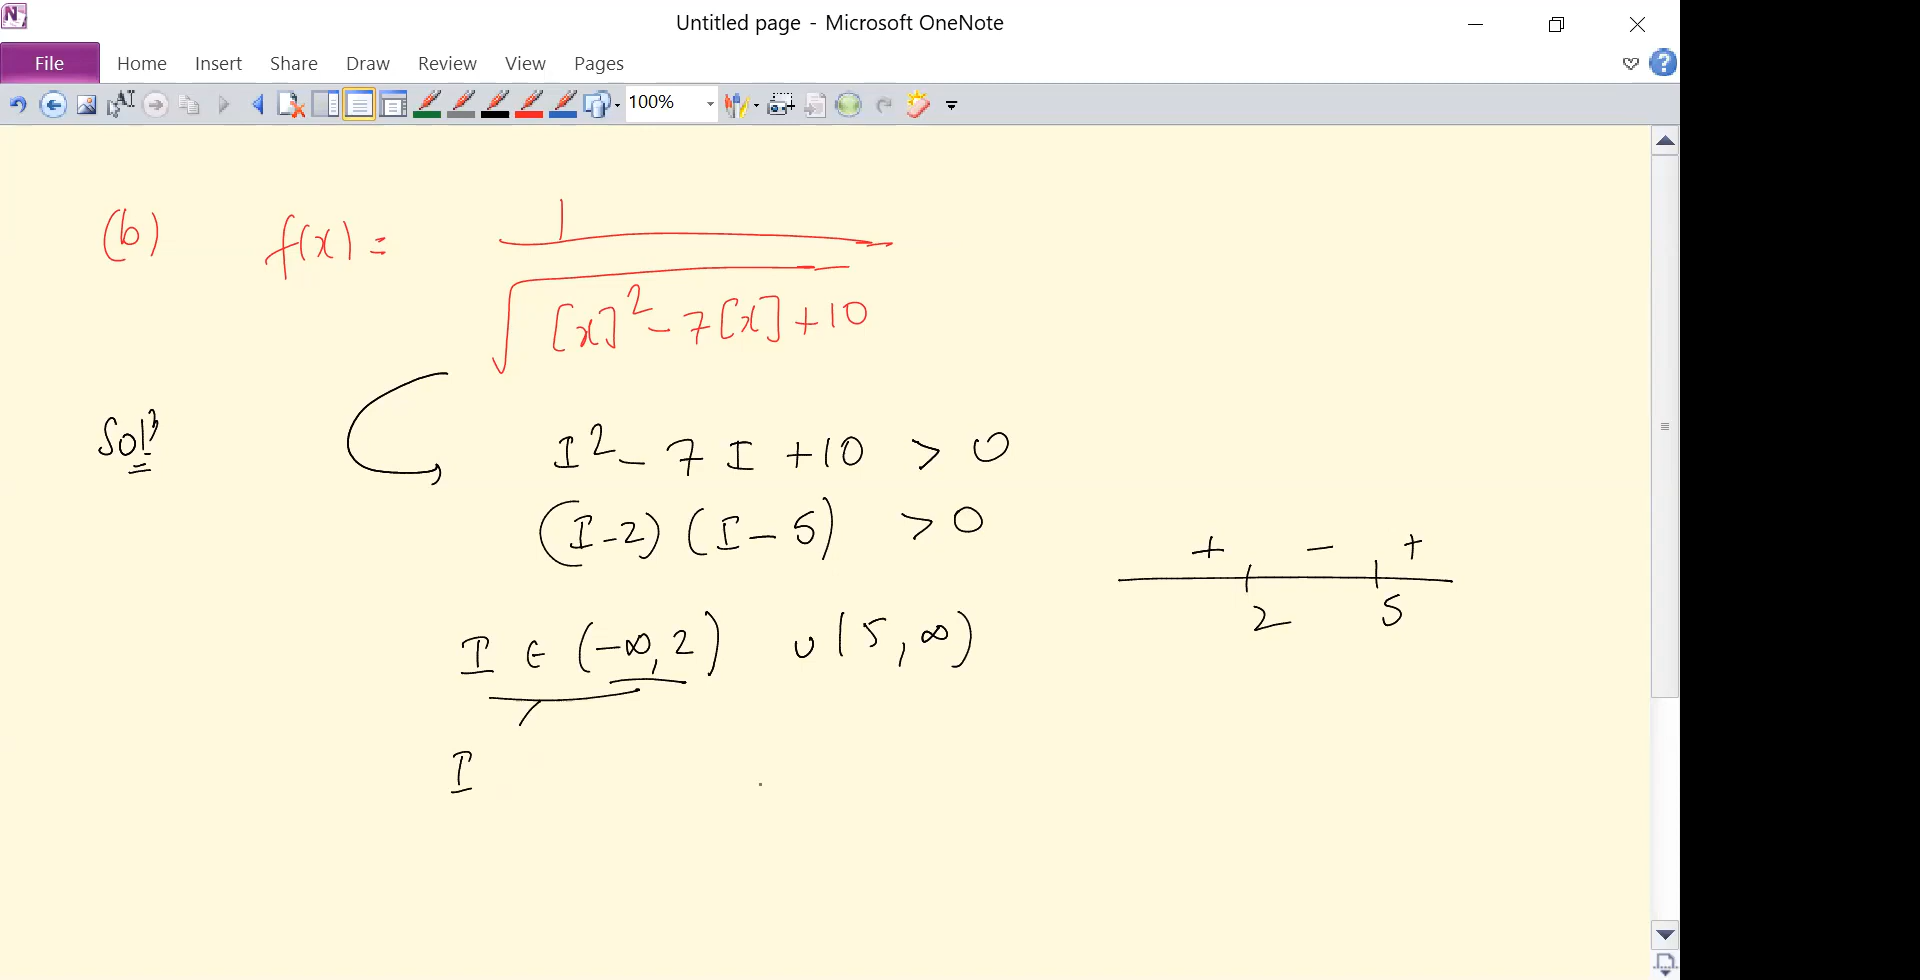 Untitled page - Microsoft OneNote
File Home Insert Share Draw Review View Pages
100%
(b) f(x) = 1 / √([x]² - 7[x] + 10)
Solⁿ
I² - 7I + 10 > 0
(I-2) (I-5) > 0
+ - +
2 5
I ∈ (-∞, 2) ∪ (5, ∞)
I